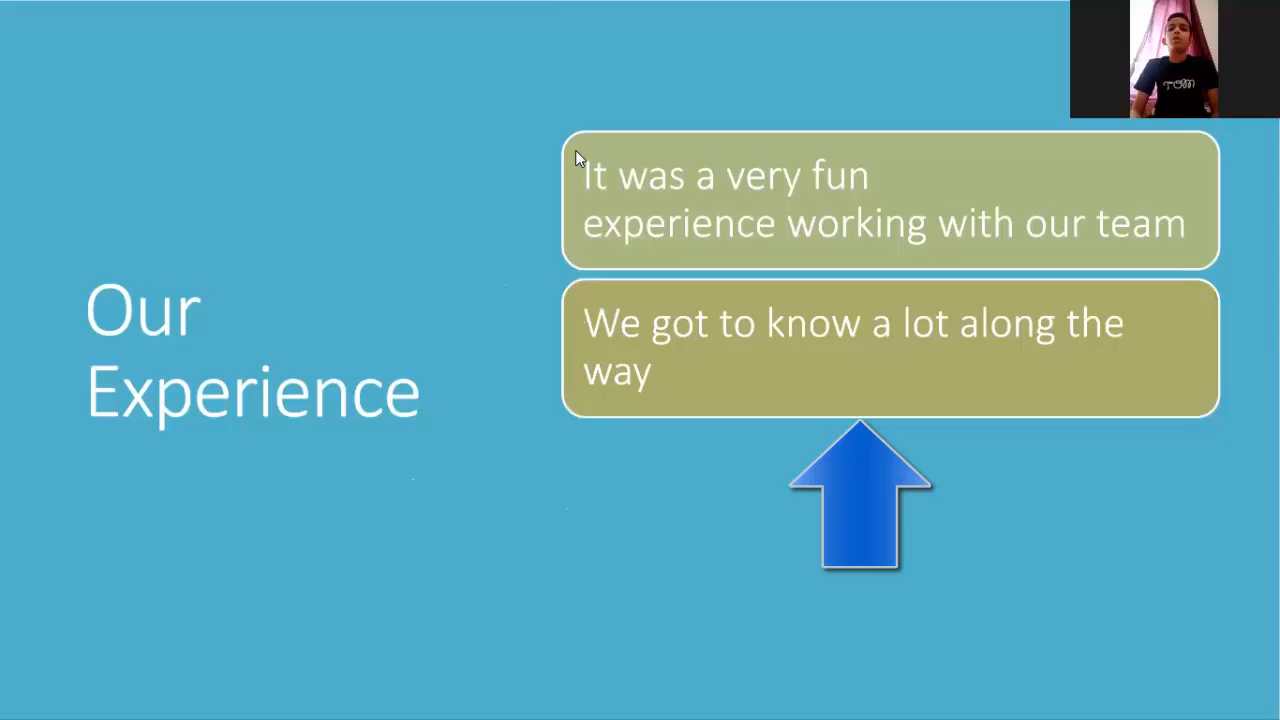 Our
Experience
It was a very fun
experience working with our team
We got to know a lot along the
way
TOM